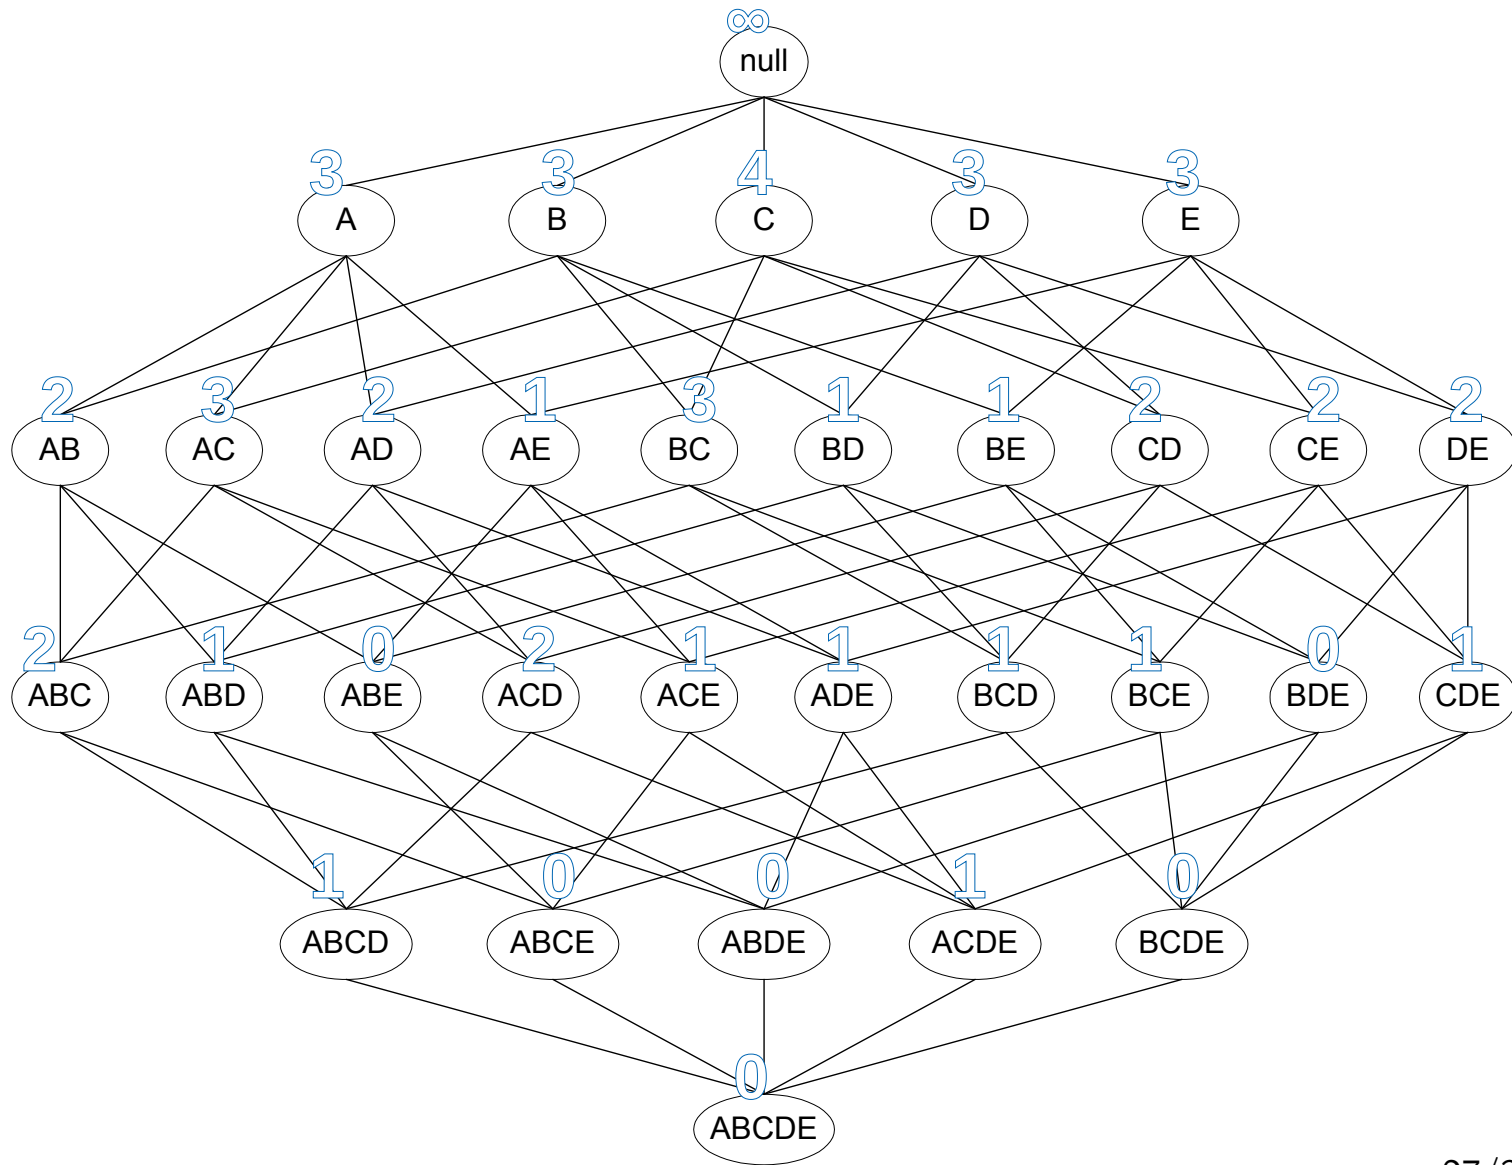 ∞
null
3 3 4 3 3
A B C D E
2 3 2 1 3 1 1 2 2 2
AB AC AD AE BC BD BE CD CE DE
2 1 0 2 1 1 1 1 0 1
ABC ABD ABE ACD ACE ADE BCD BCE BDE CDE
1 0 0 1 0
ABCD ABCE ABDE ACDE BCDE
0
ABCDE